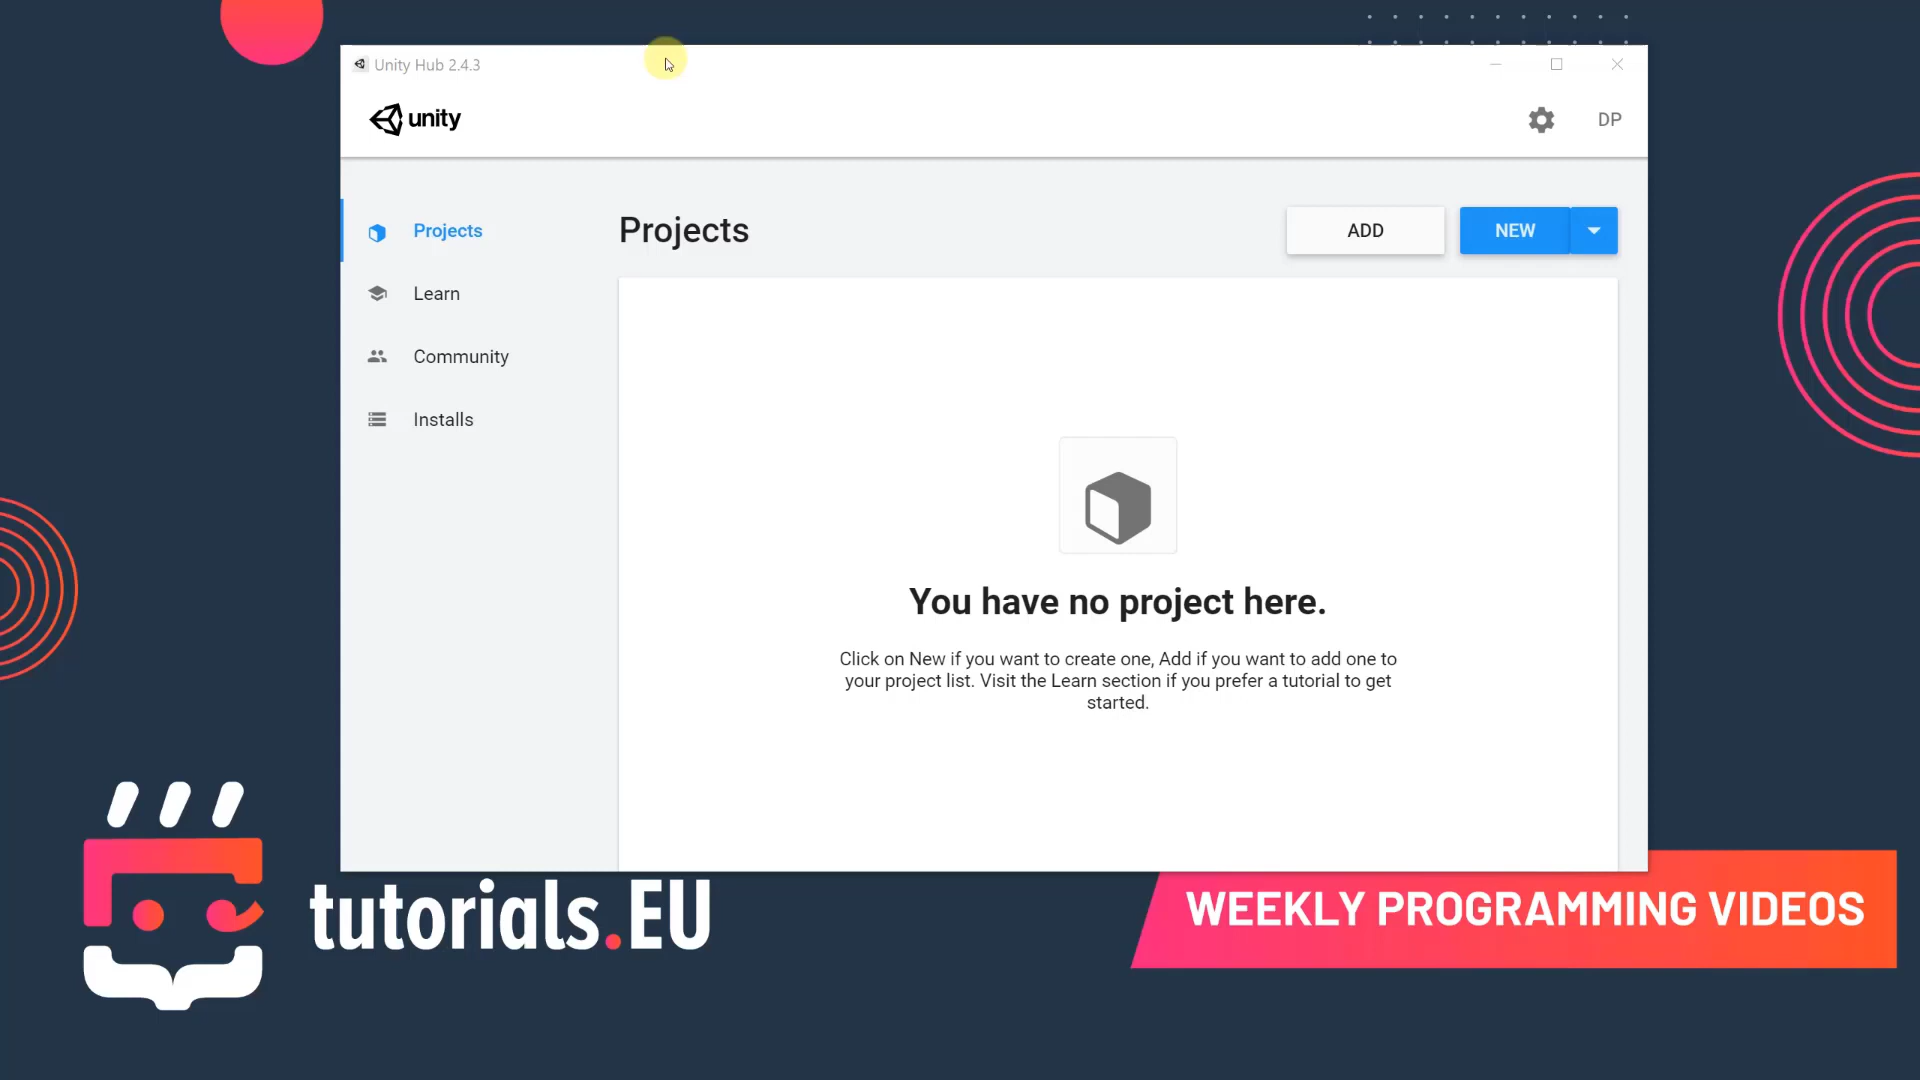 Unity Hub 2.4.3
unity
DP
Projects
Learn
Community
Installs
Projects
ADD
NEW
You have no project here.
Click on New if you want to create one, Add if you want to add one to
your project list. Visit the Learn section if you prefer a tutorial to get
started.
tutorials.EU
WEEKLY PROGRAMMING VIDEOS